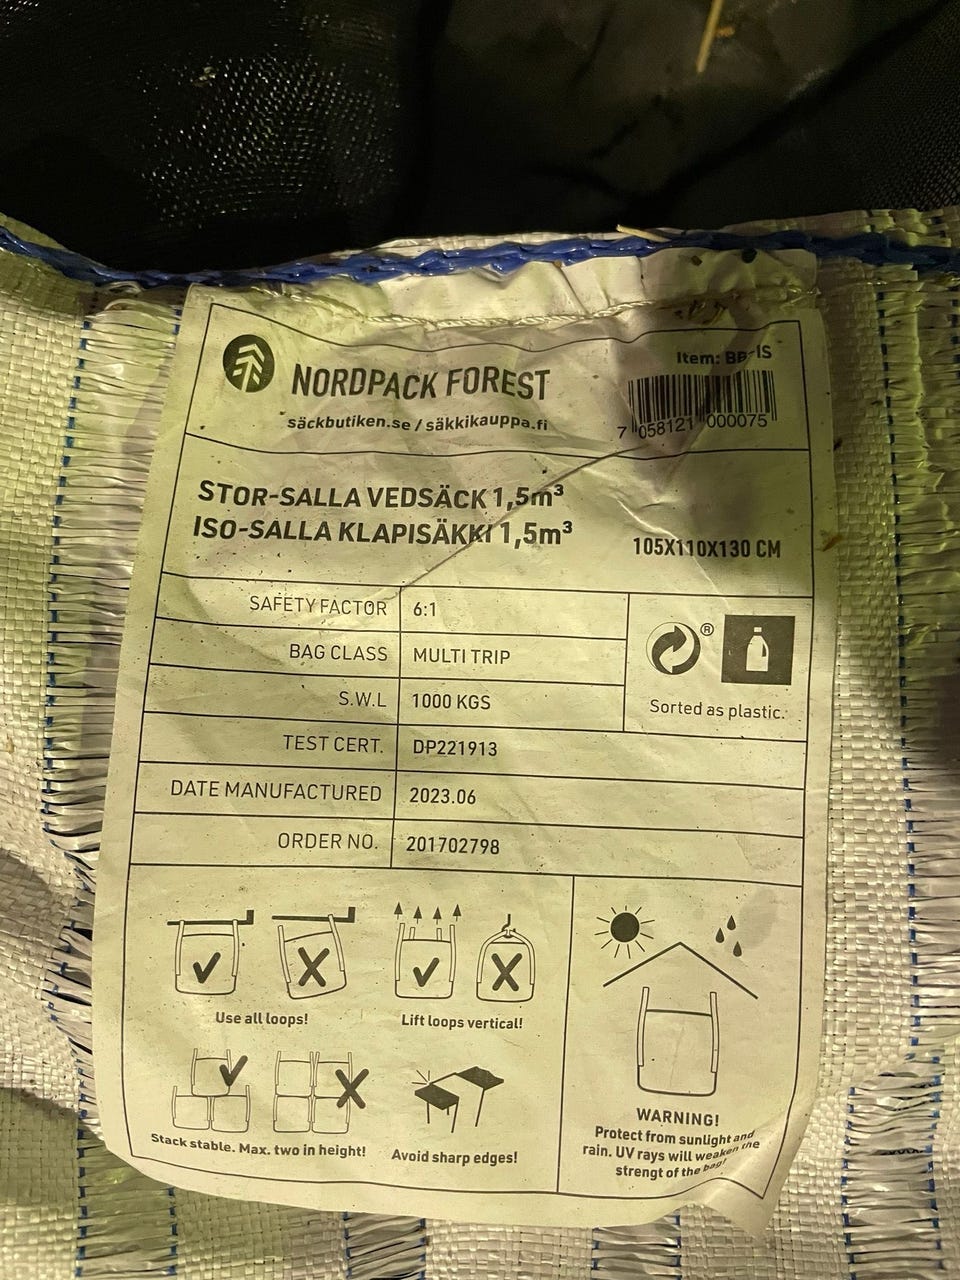 Item: BB-IS
NORDPACK FOREST
säckbutiken.se / säkkikauppa.fi
7 058121 000075
STOR-SALLA VEDSÄCK 1,5m³
ISO-SALLA KLAPISÄKKI 1,5m³
105X110X130 CM
SAFETY FACTOR 6:1
BAG CLASS MULTI TRIP
S.W.L 1000 KGS
®
Sorted as plastic.
TEST CERT. DP221913
DATE MANUFACTURED 2023.06
ORDER NO. 201702798
Use all loops!
Lift loops vertical!
Stack stable. Max. two in height!
Avoid sharp edges!
WARNING!
Protect from sunlight and
rain. UV rays will weaken the
strengt of the bag!